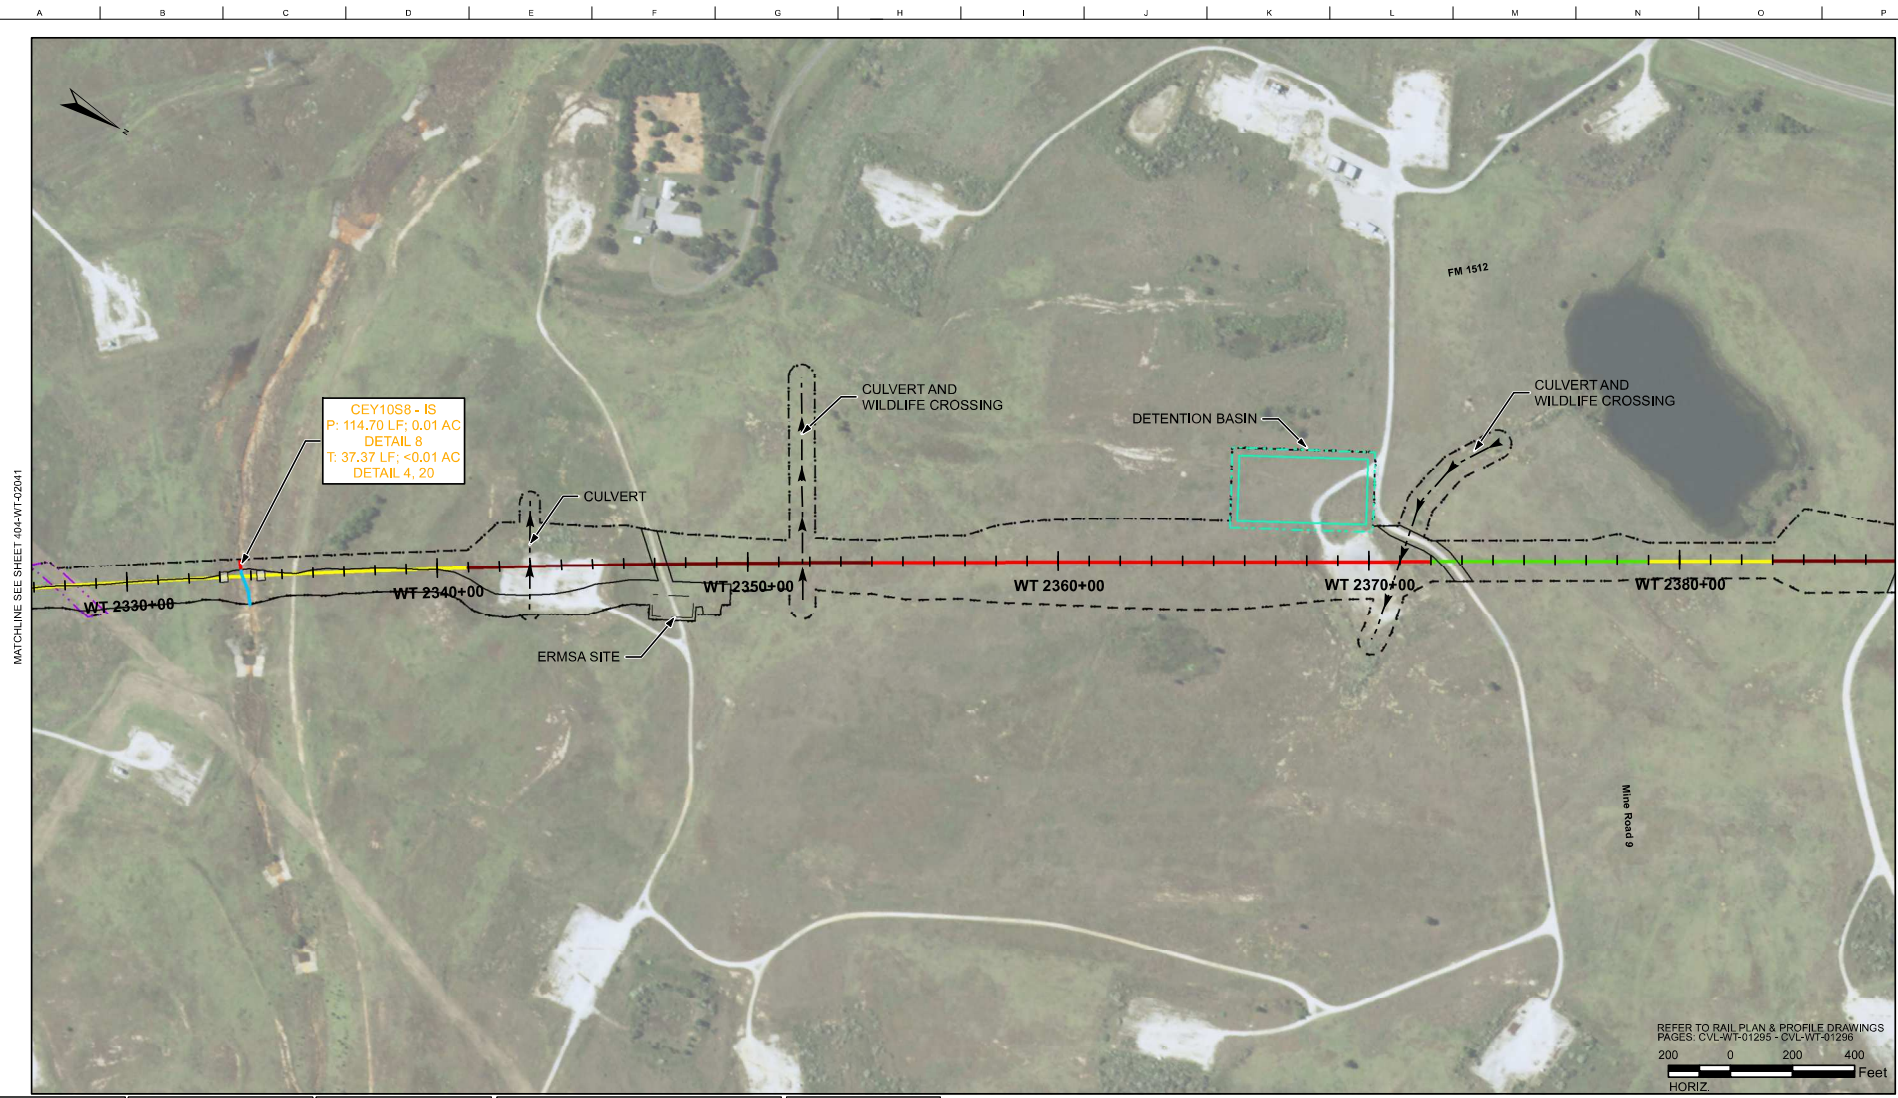 A B C D E F G H I J K L M N O P
N
FM 1512
CEY10S8 - IS
P: 114.70 LF; 0.01 AC
DETAIL 8
T: 37.37 LF; <0.01 AC
DETAIL 4, 20
CULVERT AND
WILDLIFE CROSSING
CULVERT AND
WILDLIFE CROSSING
DETENTION BASIN
CULVERT
MATCHLINE SEE SHEET 404-WT-02041
WT 2330+00
WT 2340+00
WT 2350+00
WT 2360+00
WT 2370+00
WT 2380+00
ERMSA SITE
Mine Road 9
REFER TO RAIL PLAN & PROFILE DRAWINGS
PAGES: CVL-WT-01295 - CVL-WT-01296
200 0 200 400
Feet
HORIZ.